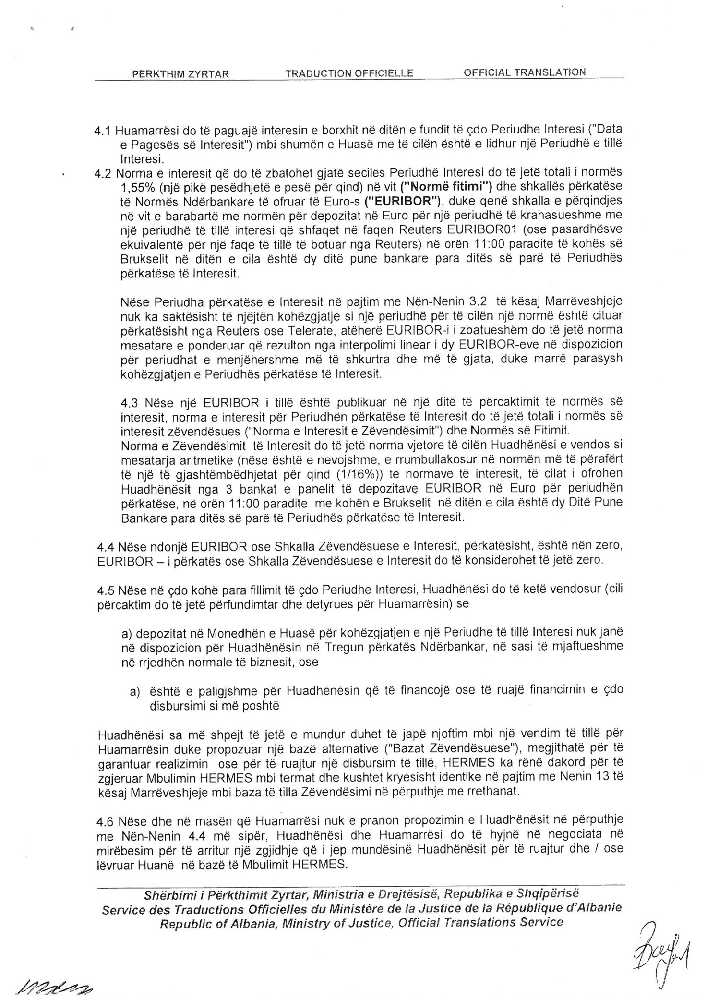 PERKTHIM ZYRTAR TRADUCTION OFFICIELLE OFFICIAL TRANSLATION
4.1 Huamarrësi do të paguajë interesin e borxhit në ditën e fundit të çdo Periudhe Interesi ("Data
e Pagesës së Interesit") mbi shumën e Huasë me të cilën është e lidhur një Periudhë e tillë
Interesi.
4.2 Norma e interesit që do të zbatohet gjatë secilës Periudhë Interesi do të jetë totali i normës
1,55% (një pikë pesëdhjetë e pesë për qind) në vit ("Normë fitimi") dhe shkallës përkatëse
të Normës Ndërbankare të ofruar të Euro-s ("EURIBOR"), duke qenë shkalla e përqindjes
në vit e barabartë me normën për depozitat në Euro për një periudhë të krahasueshme me
një periudhë të tillë interesi që shfaqet në faqen Reuters EURIBOR01 (ose pasardhësve
ekuivalentë për një faqe të tillë të botuar nga Reuters) në orën 11:00 paradite të kohës së
Brukselit në ditën e cila është dy ditë pune bankare para ditës së parë të Periudhës
përkatëse të Interesit.
Nëse Periudha përkatëse e Interesit në pajtim me Nën-Nenin 3.2 të kësaj Marrëveshjeje
nuk ka saktësisht të njëjtën kohëzgjatje si një periudhë për të cilën një normë është cituar
përkatësisht nga Reuters ose Telerate, atëherë EURIBOR-i i zbatueshëm do të jetë norma
mesatare e ponderuar që rezulton nga interpolimi linear i dy EURIBOR-eve në dispozicion
për periudhat e menjëhershme më të shkurtra dhe më të gjata, duke marrë parasysh
kohëzgjatjen e Periudhës përkatëse të Interesit.
4.3 Nëse një EURIBOR i tillë është publikuar në një ditë të përcaktimit të normës së
interesit, norma e interesit për Periudhën përkatëse të Interesit do të jetë totali i normës së
interesit zëvendësues ("Norma e Interesit e Zëvendësimit") dhe Normës së Fitimit.
Norma e Zëvendësimit të Interesit do të jetë norma vjetore të cilën Huadhënësi e vendos si
mesatarja aritmetike (nëse është e nevojshme, e rrumbullakosur në normën më të përafërt
të një të gjashtëmbëdhjetat për qind (1/16%)) të normave të interesit, të cilat i ofrohen
Huadhënësit nga 3 bankat e panelit të depozitave EURIBOR në Euro për periudhën
përkatëse, në orën 11:00 paradite me kohën e Brukselit në ditën e cila është dy Ditë Pune
Bankare para ditës së parë të Periudhës përkatëse të Interesit.
4.4 Nëse ndonjë EURIBOR ose Shkalla Zëvendësuese e Interesit, përkatësisht, është nën zero,
EURIBOR – i përkatës ose Shkalla Zëvendësuese e Interesit do të konsiderohet të jetë zero.
4.5 Nëse në çdo kohë para fillimit të çdo Periudhe Interesi, Huadhënësi do të ketë vendosur (cili
përcaktim do të jetë përfundimtar dhe detyrues për Huamarrësin) se
a) depozitat në Monedhën e Huasë për kohëzgjatjen e një Periudhe të tillë Interesi nuk janë
në dispozicion për Huadhënësin në Tregun përkatës Ndërbankar, në sasi të mjaftueshme
në rrjedhën normale të biznesit, ose
a) është e paligjshme për Huadhënësin që të financojë ose të ruajë financimin e çdo
disbursimi si më poshtë
Huadhënësi sa më shpejt të jetë e mundur duhet të japë njoftim mbi një vendim të tillë për
Huamarrësin duke propozuar një bazë alternative ("Bazat Zëvendësuese"), megjithatë për të
garantuar realizimin ose për të ruajtur një disbursim të tillë, HERMES ka rënë dakord për të
zgjeruar Mbulimin HERMES mbi termat dhe kushtet kryesisht identike në pajtim me Nenin 13 të
kësaj Marrëveshjeje mbi baza të tilla Zëvendësimi në përputhje me rrethanat.
4.6 Nëse dhe në masën që Huamarrësi nuk e pranon propozimin e Huadhënësit në përputhje
me Nën-Nenin 4.4 më sipër, Huadhënësi dhe Huamarrësi do të hyjnë në negociata në
mirëbesim për të arritur një zgjidhje që i jep mundësinë Huadhënësit për të ruajtur dhe / ose
lëvruar Huanë në bazë të Mbulimit HERMES.
Shërbimi i Përkthimit Zyrtar, Ministria e Drejtësisë, Republika e Shqipërisë
Service des Traductions Officielles du Ministére de la Justice de la République d'Albanie
Republic of Albania, Ministry of Justice, Official Translations Service